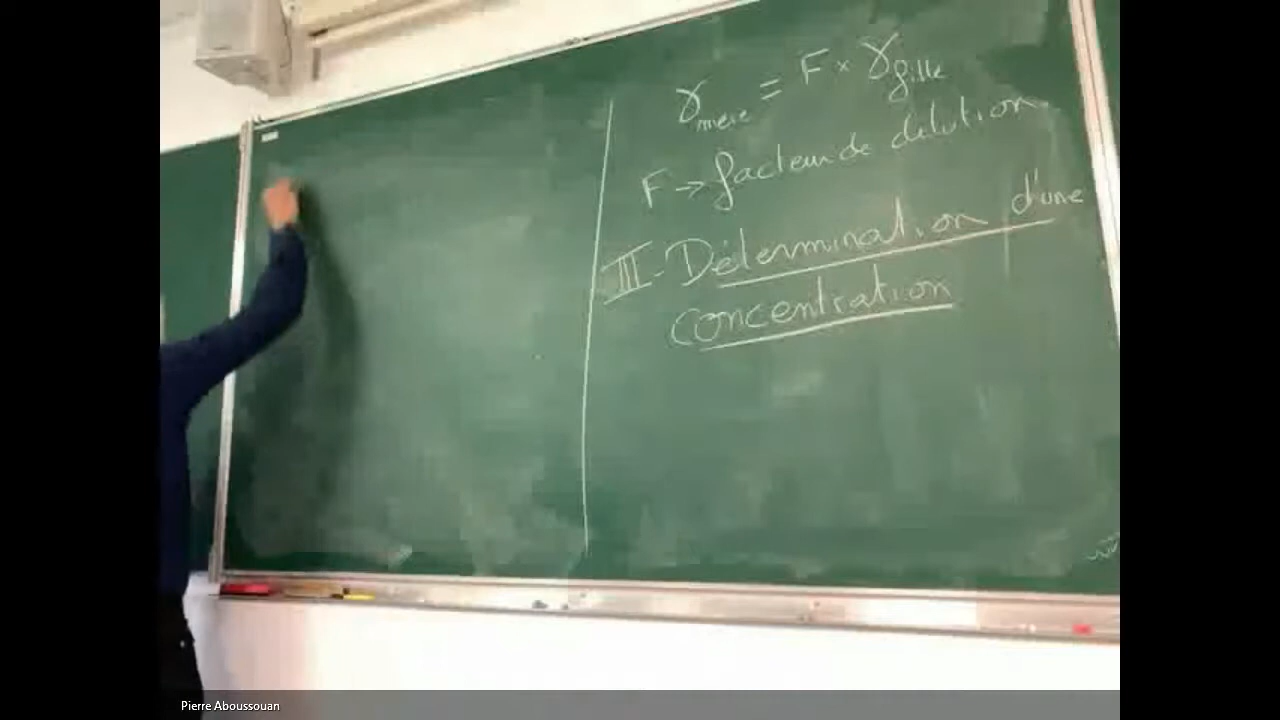 γmère = F × γfille
F → facteur de dilution.
III - Détermination d'une
concentration
Pierre Aboussouan